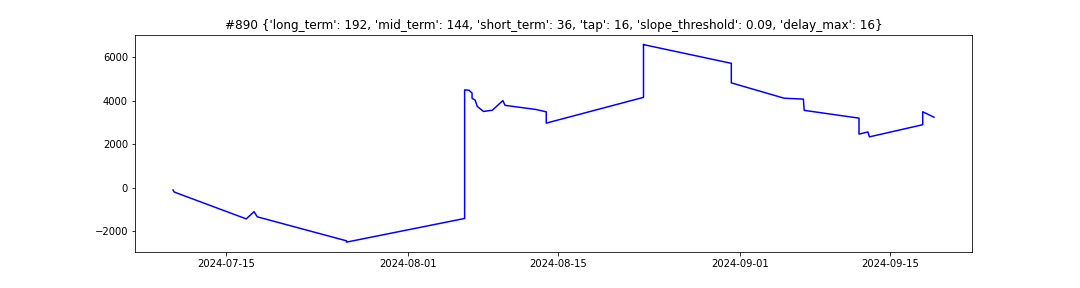 #890 {'long_term': 192, 'mid_term': 144, 'short_term': 36, 'tap': 16, 'slope_threshold': 0.09, 'delay_max': 16}
6000
4000
2000
0
−2000
2024-07-15 2024-08-01 2024-08-15 2024-09-01 2024-09-15